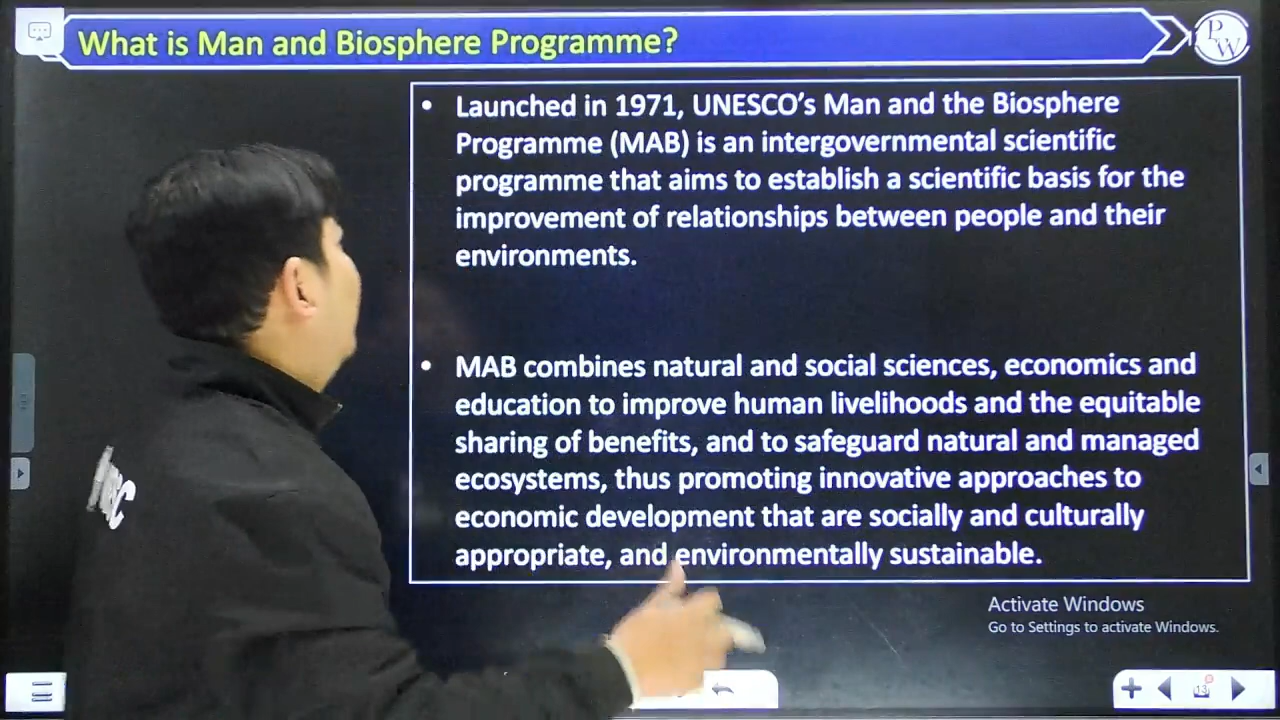 What is Man and Biosphere Programme?
PW
• Launched in 1971, UNESCO's Man and the Biosphere
Programme (MAB) is an intergovernmental scientific
programme that aims to establish a scientific basis for the
improvement of relationships between people and their
environments.
• MAB combines natural and social sciences, economics and
education to improve human livelihoods and the equitable
sharing of benefits, and to safeguard natural and managed
ecosystems, thus promoting innovative approaches to
economic development that are socially and culturally
appropriate, and environmentally sustainable.
Activate Windows
Go to Settings to activate Windows.
13